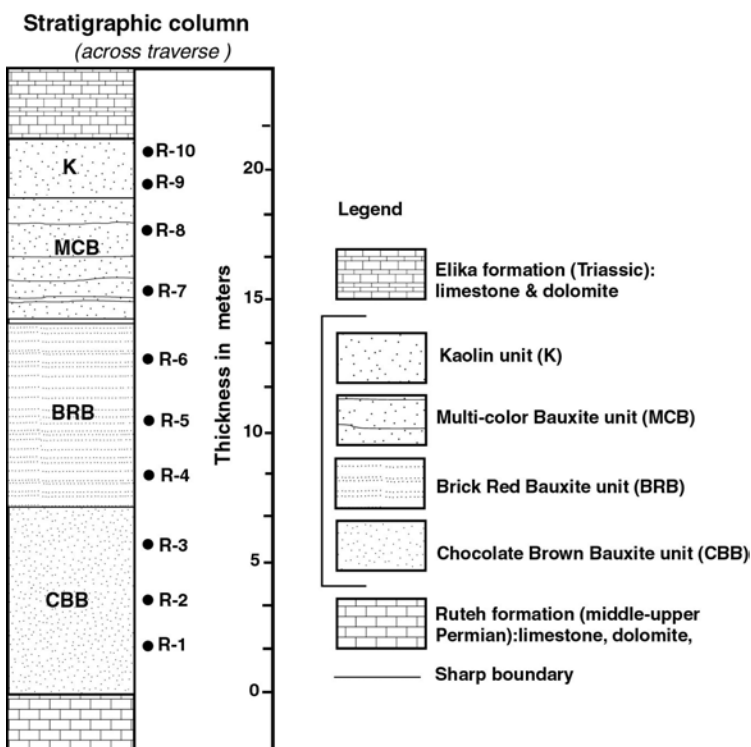 Stratigraphic column
(across traverse )
R-10
K
R-9
20
R-8
MCB
R-7
15
R-6
BRB
R-5
10
R-4
R-3
5
CBB
R-2
R-1
0
Thickness in meters
Legend
Elika formation (Triassic):
limestone & dolomite
Kaolin unit (K)
Multi-color Bauxite unit (MCB)
Brick Red Bauxite unit (BRB)
Chocolate Brown Bauxite unit (CBB)
Ruteh formation (middle-upper
Permian):limestone, dolomite,
Sharp boundary